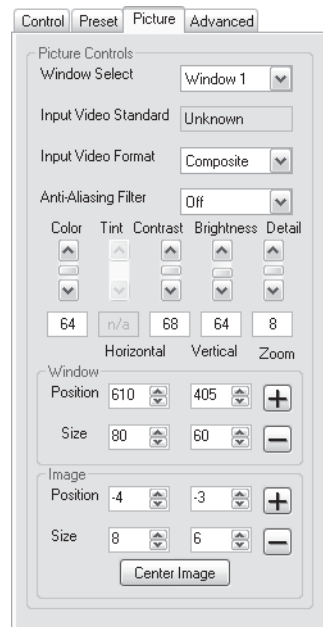 Control Preset Picture Advanced
Picture Controls
Window Select Window 1
Input Video Standard Unknown
Input Video Format Composite
Anti-Aliasing Filter Off
Color Tint Contrast Brightness Detail
64 n/a 68 64 8
Horizontal Vertical Zoom
Window
Position 610 405 +
Size 80 60 −
Image
Position -4 -3 +
Size 8 6 −
Center Image